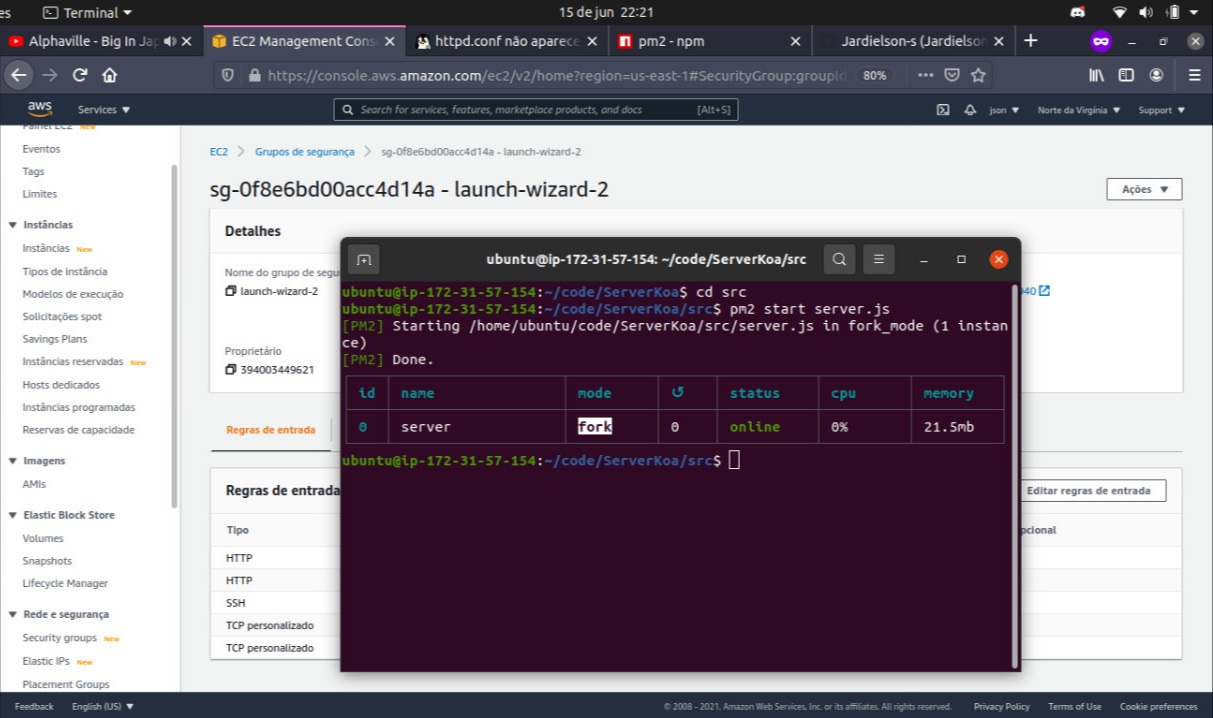 es Terminal 15 de jun 22:21
Alphaville - Big In Jap EC2 Management Cons httpd.conf não aparece pm2 - npm Jardielson-s (Jardielson
https://console.aws.amazon.com/ec2/v2/home?region=us-east-1#SecurityGroup:groupId 80%
aws Services Search for services, features, marketplace products, and docs [Alt+S] json Norte da Virgínia Support
Painel EC2 New
Eventos
Tags
Limites
Instâncias
Instâncias New
Tipos de instância
Modelos de execução
Solicitações spot
Savings Plans
Instâncias reservadas New
Hosts dedicados
Instâncias programadas
Reservas de capacidade
Imagens
AMIs
Elastic Block Store
Volumes
Snapshots
Lifecycle Manager
Rede e segurança
Security groups New
Elastic IPs New
Placement Groups
EC2 > Grupos de segurança > sg-0f8e6bd00acc4d14a - launch-wizard-2
sg-0f8e6bd00acc4d14a - launch-wizard-2 Ações
Detalhes
Nome do grupo de segu
launch-wizard-2
040
Proprietário
394003449621
Regras de entrada
Regras de entrada
Editar regras de entrada
Tipo
pcional
HTTP
HTTP
SSH
TCP personalizado
TCP personalizado
ubuntu@ip-172-31-57-154: ~/code/ServerKoa/src
ubuntu@ip-172-31-57-154:~/code/ServerKoa$ cd src
ubuntu@ip-172-31-57-154:~/code/ServerKoa/src$ pm2 start server.js
[PM2] Starting /home/ubuntu/code/ServerKoa/src/server.js in fork_mode (1 instan
ce)
[PM2] Done.
id name mode ↺ status cpu memory
0 server fork 0 online 0% 21.5mb
ubuntu@ip-172-31-57-154:~/code/ServerKoa/src$
Feedback English (US) © 2008 - 2021, Amazon Web Services, Inc. or its affiliates. All rights reserved. Privacy Policy Terms of Use Cookie preferences